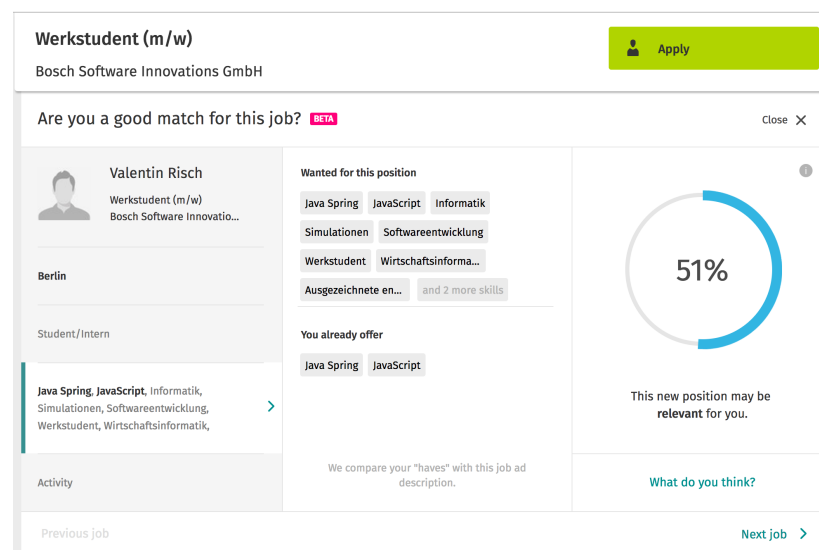 Werkstudent (m/w)
Apply
Bosch Software Innovations GmbH
Are you a good match for this job? BETA
Close
Valentin Risch
Werkstudent (m/w)
Bosch Software Innovatio...
Berlin
Student/Intern
Java Spring, JavaScript, Informatik,
Simulationen, Softwareentwicklung,
Werkstudent, Wirtschaftsinformatik,
Activity
Wanted for this position
Java Spring JavaScript Informatik
Simulationen Softwareentwicklung
Werkstudent Wirtschaftsinforma...
Ausgezeichnete en... and 2 more skills
You already offer
Java Spring JavaScript
We compare your "haves" with this job ad
description.
51%
This new position may be
relevant for you.
What do you think?
Previous job
Next job